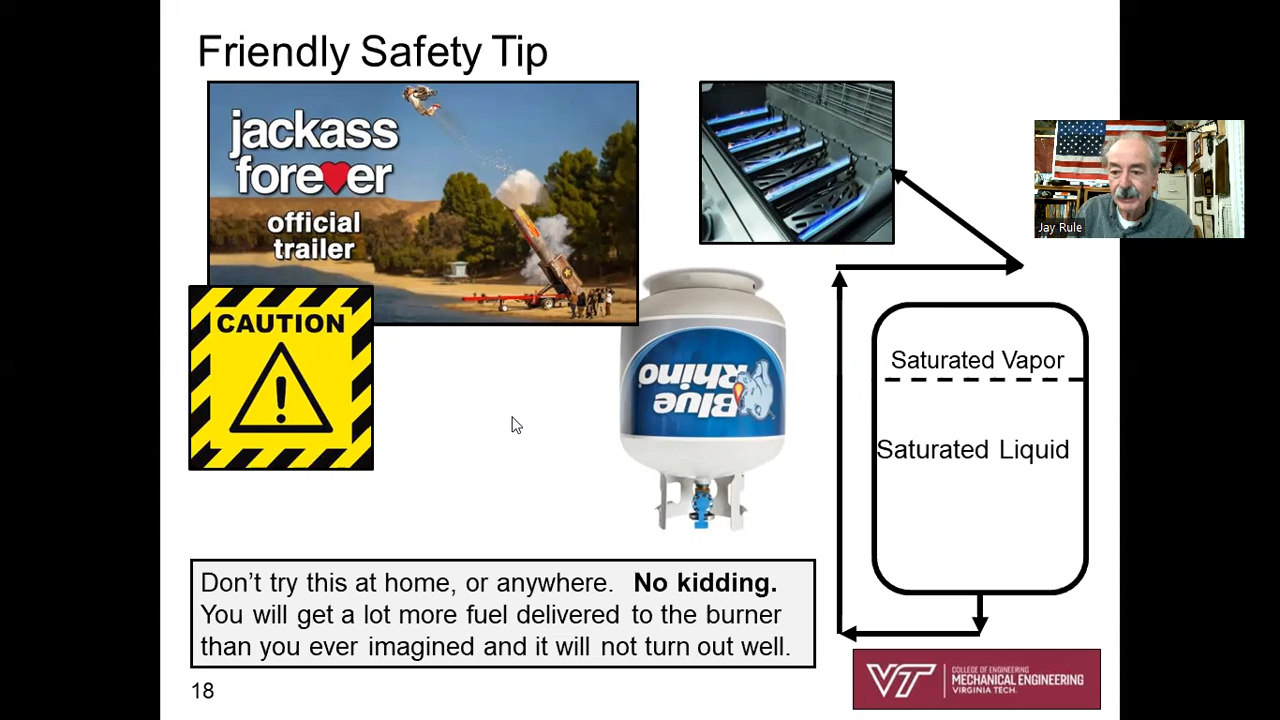 Friendly Safety Tip
jackass
forever
official
trailer
CAUTION
!
Blue
Rhino
Jay Rule
Saturated Vapor
Saturated Liquid
Don't try this at home, or anywhere. No kidding.
You will get a lot more fuel delivered to the burner
than you ever imagined and it will not turn out well.
18
VT
COLLEGE OF ENGINEERING
MECHANICAL ENGINEERING
VIRGINIA TECH.